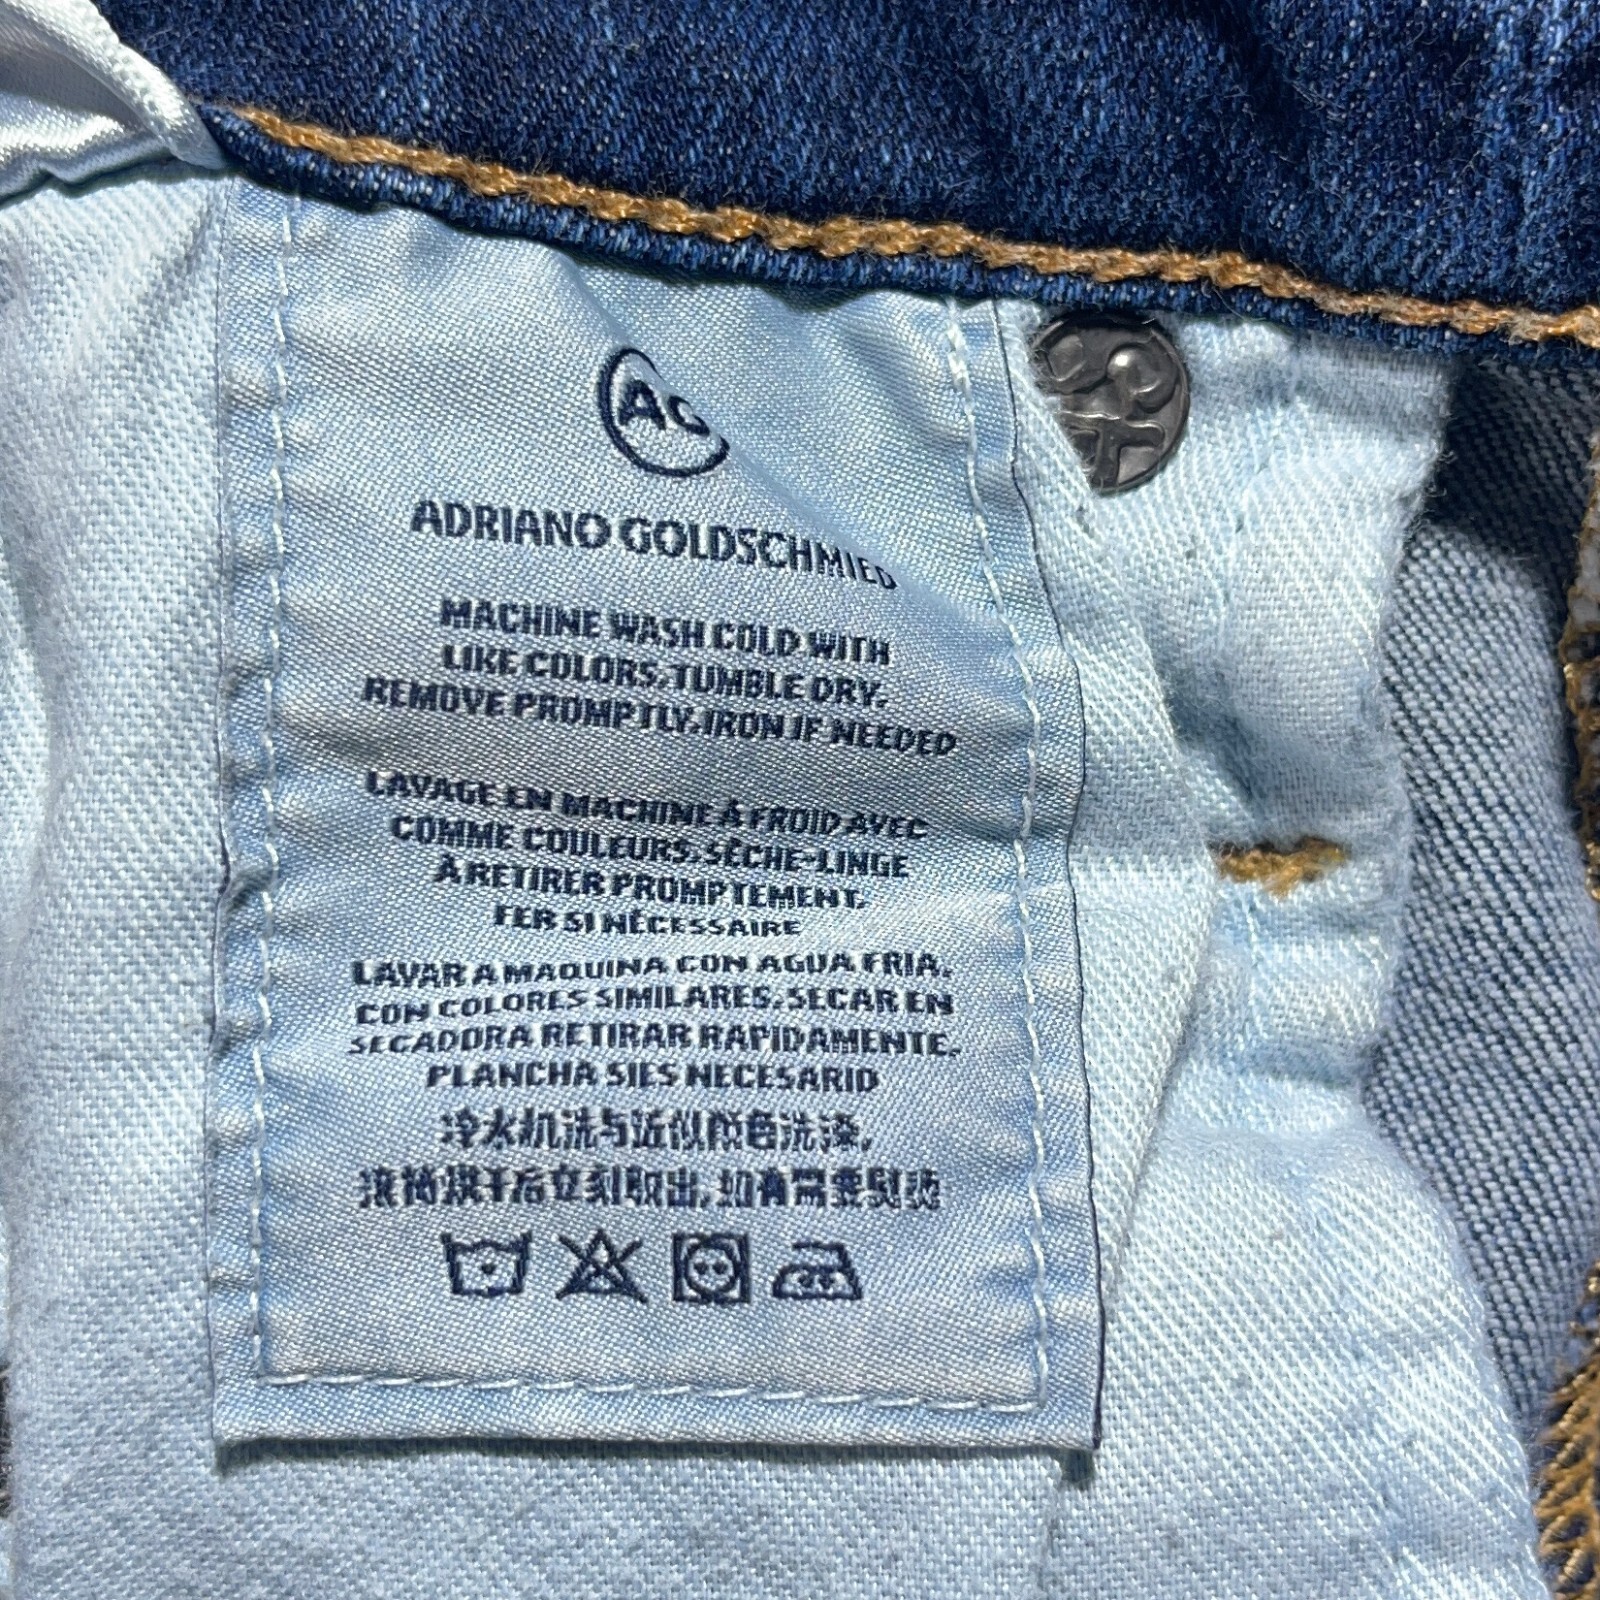 AG
ADRIANO GOLDSCHMIED
MACHINE WASH COLD WITH
LIKE COLORS. TUMBLE DRY.
REMOVE PROMPTLY. IRON IF NEEDED
LAVAGE EN MACHINE À FROID AVEC
COMME COULEURS. SÈCHE-LINGE
À RETIRER PROMPTEMENT.
FER SI NÉCESSAIRE
LAVAR A MAQUINA CON AGUA FRIA.
CON COLORES SIMILARES. SECAR EN
SECADORA RETIRAR RAPIDAMENTE.
PLANCHA SIES NECESARIO
冷水机洗与近似颜色洗涤,
滚筒烘干后立刻取出,如有需要熨烫